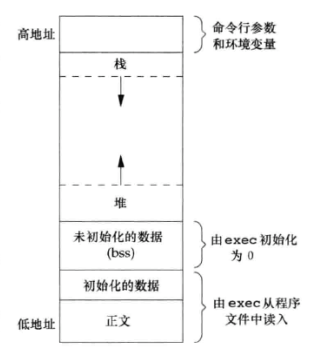 高地址
命令行参数
和环境变量
栈
堆
未初始化的数据
(bss)
由exec初始化
为 0
初始化的数据
由exec从程序
文件中读入
低地址
正文